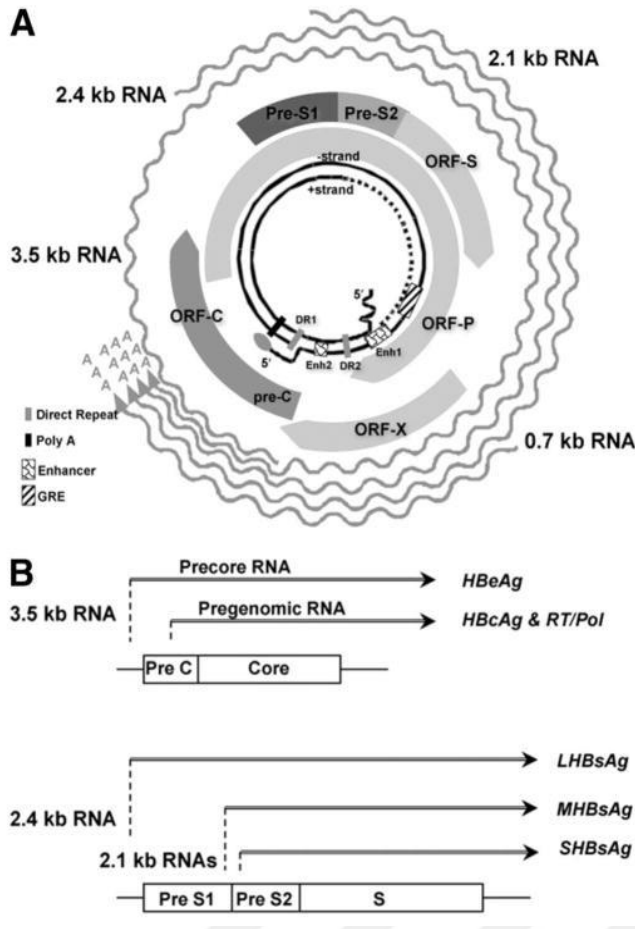 A
2.1 kb RNA
2.4 kb RNA
Pre-S1
Pre-S2
ORF-S
-strand
+strand
3.5 kb RNA
5′
ORF-C
DR1
ORF-P
5′
Enh1
Enh2
DR2
A A A A
A A A A
A A A
A A
pre-C
ORF-X
Direct Repeat
Poly A
0.7 kb RNA
Enhancer
GRE
B
Precore RNA
HBeAg
3.5 kb RNA
Pregenomic RNA
HBcAg & RT/Pol
Pre C
Core
LHBsAg
2.4 kb RNA
MHBsAg
2.1 kb RNAs
SHBsAg
Pre S1
Pre S2
S